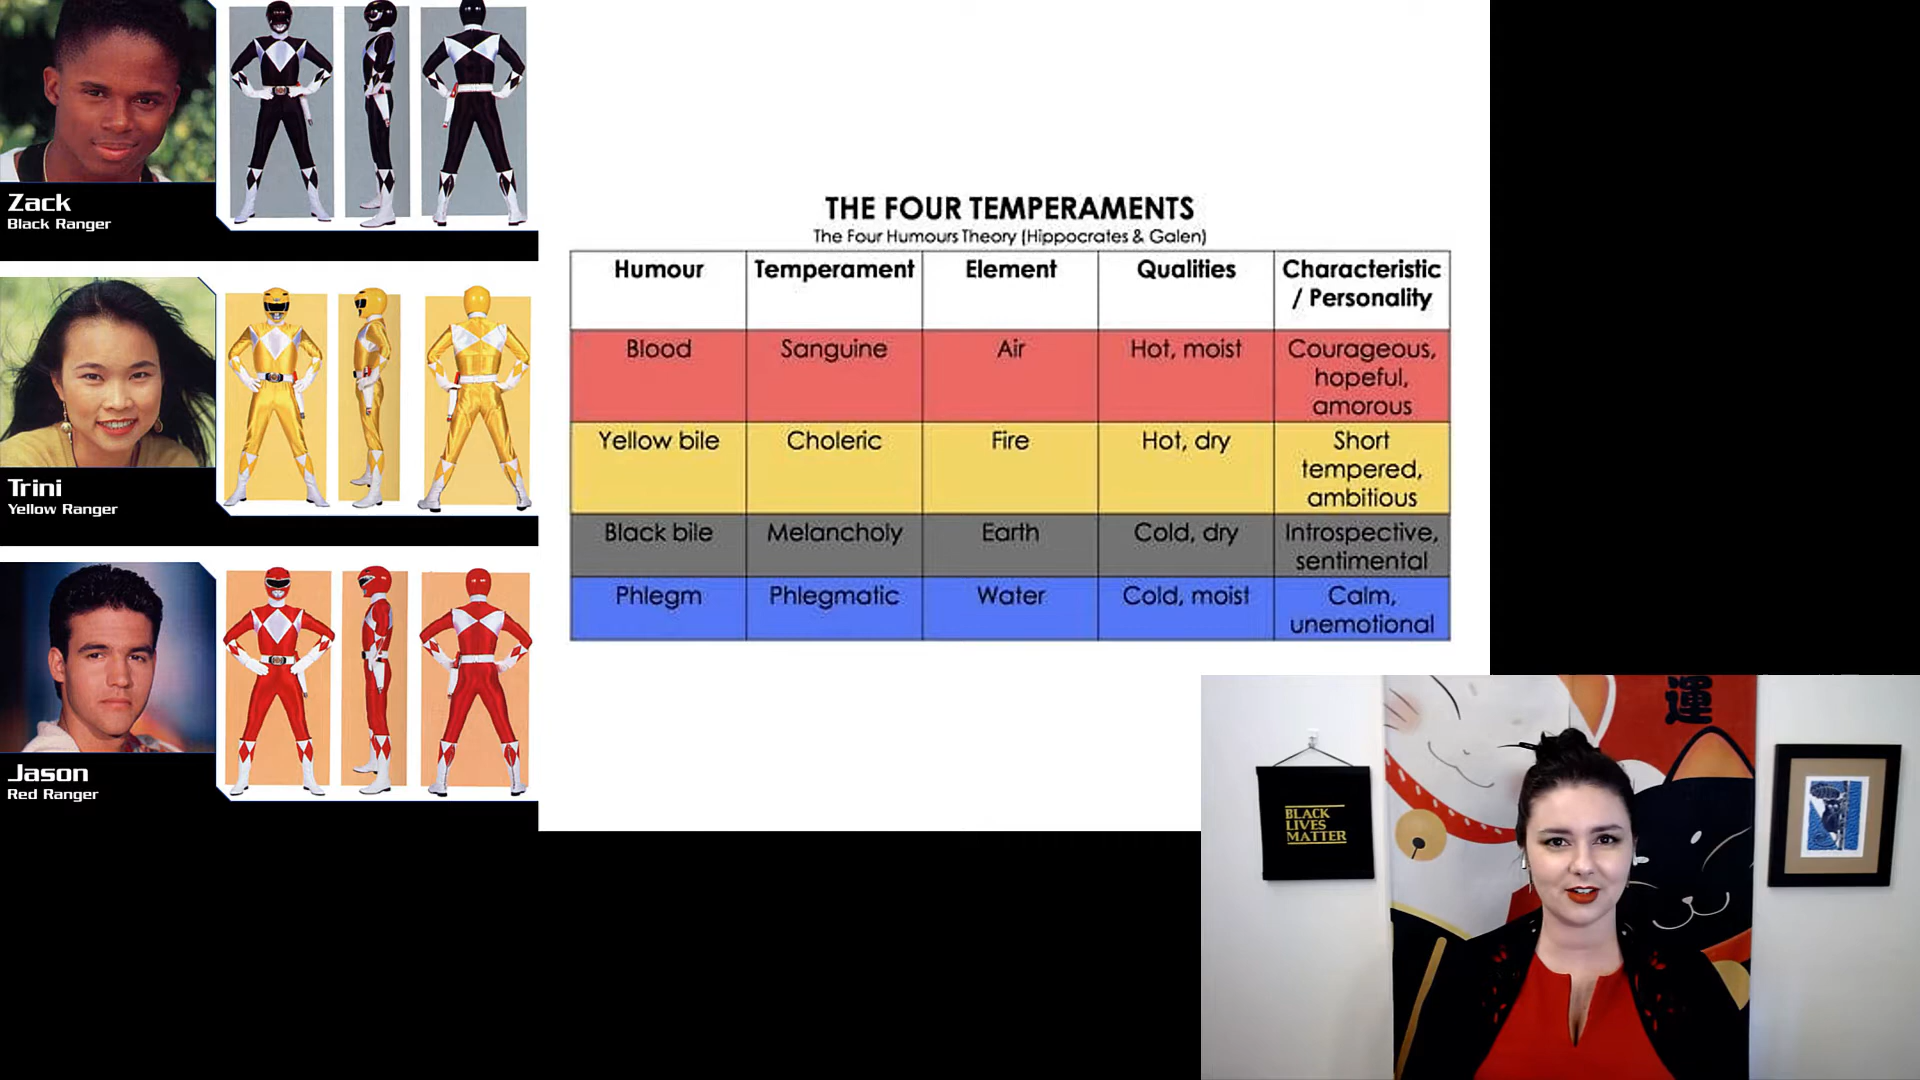 Zack
Black Ranger
Trini
Yellow Ranger
Jason
Red Ranger
THE FOUR TEMPERAMENTS
The Four Humours Theory (Hippocrates & Galen)
Humour Temperament Element Qualities Characteristic
/ Personality
Blood Sanguine Air Hot, moist Courageous,
hopeful,
amorous
Yellow bile Choleric Fire Hot, dry Short
tempered,
ambitious
Black bile Melancholy Earth Cold, dry Introspective,
sentimental
Phlegm Phlegmatic Water Cold, moist Calm,
unemotional
運
BLACK
LIVES
MATTER